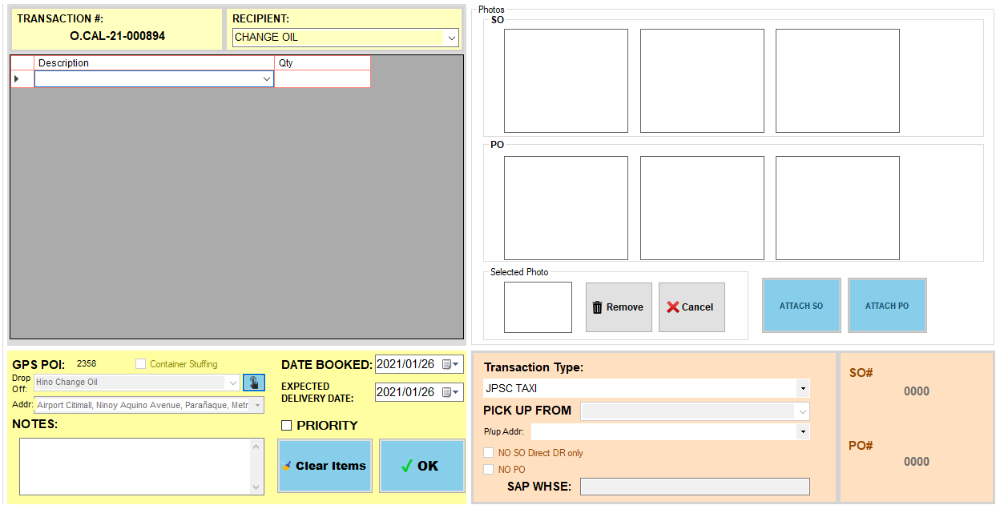 TRANSACTION #:
O.CAL-21-000894
RECIPIENT:
CHANGE OIL
Description
Qty
GPS POI:
2358
Container Stuffing
Drop
Off:
Hino Change Oil
Addr:
Airport Citimall, Ninoy Aquino Avenue, Parañaque, Metr
NOTES:
DATE BOOKED:
2021/01/26
EXPECTED
DELIVERY DATE:
2021/01/26
PRIORITY
Clear Items
OK
Photos
SO
PO
Selected Photo
Remove
Cancel
ATTACH SO
ATTACH PO
Transaction Type:
JPSC TAXI
PICK UP FROM
P/up Addr:
NO SO Direct DR only
NO PO
SAP WHSE:
SO#
0000
PO#
0000